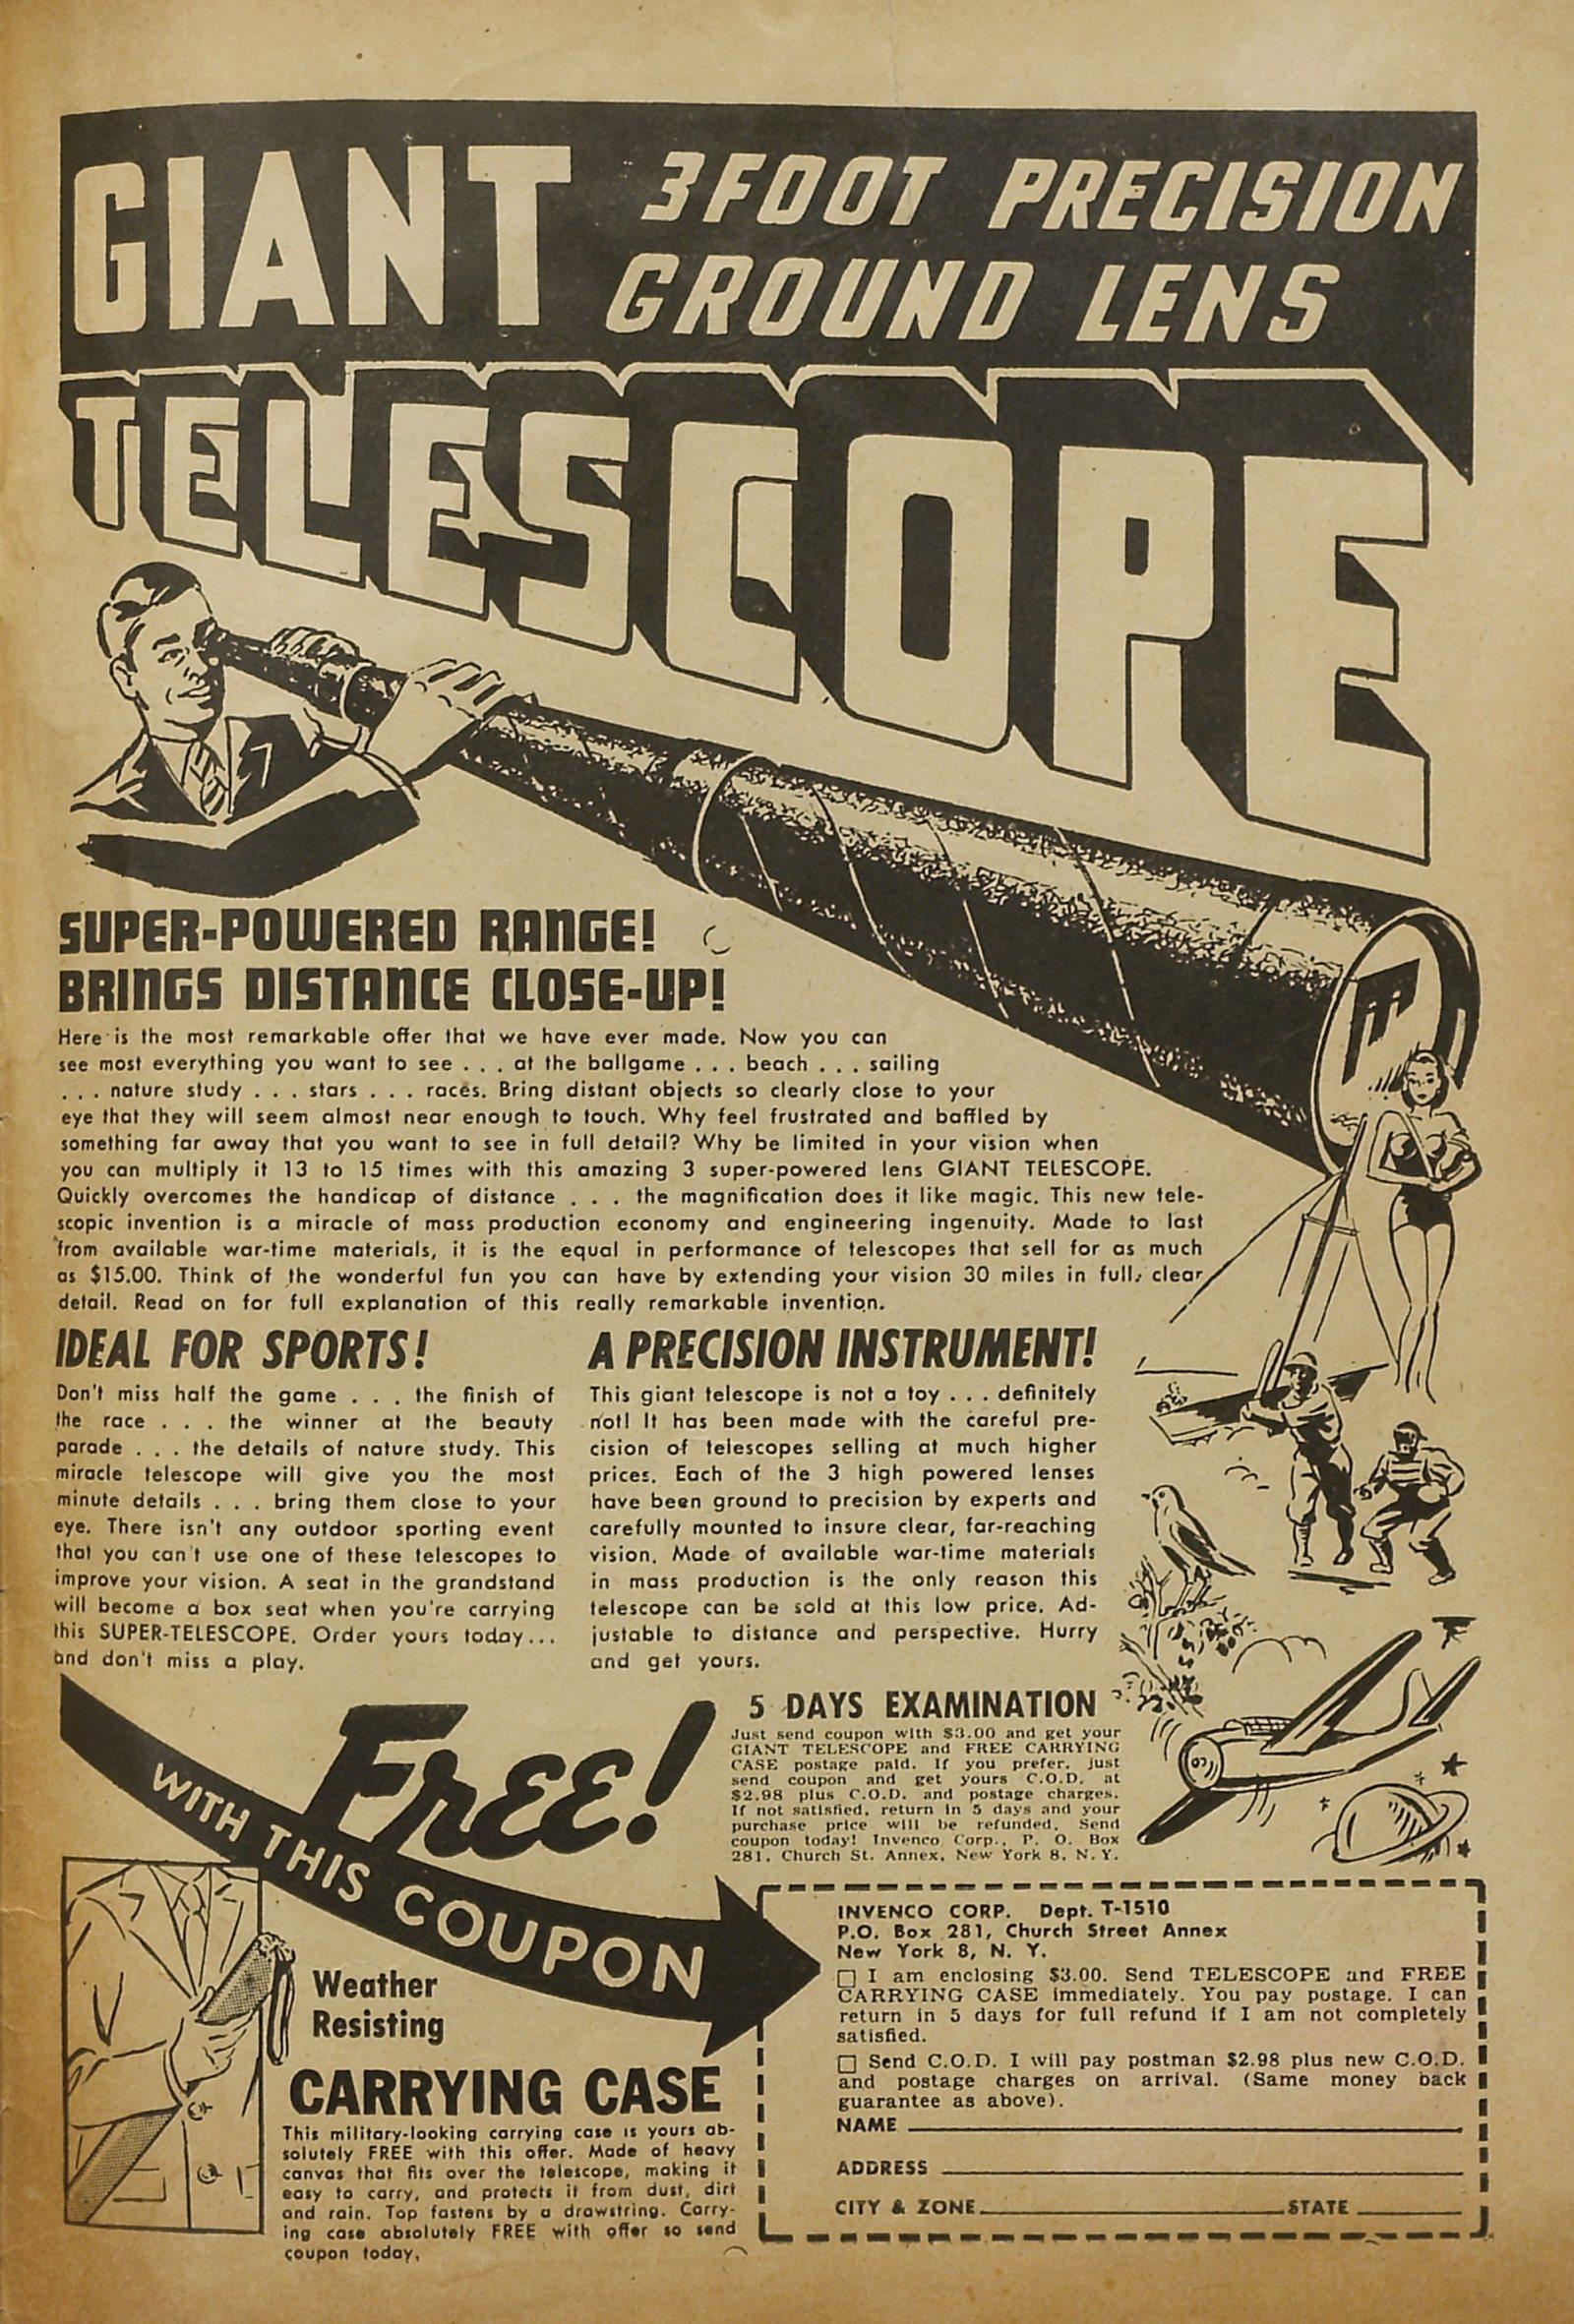 GIANT 3 FOOT PRECISION
GROUND LENS
TELESCOPE
SUPER-POWERED RANGE!
BRINGS DISTANCE CLOSE-UP!
Here is the most remarkable offer that we have ever made. Now you can
see most everything you want to see . . . at the ballgame . . . beach . . . sailing
. . . nature study . . . stars . . . races. Bring distant objects so clearly close to your
eye that they will seem almost near enough to touch. Why feel frustrated and baffled by
something far away that you want to see in full detail? Why be limited in your vision when
you can multiply it 13 to 15 times with this amazing 3 super-powered lens GIANT TELESCOPE.
Quickly overcomes the handicap of distance . . . the magnification does it like magic. This new tele-
scopic invention is a miracle of mass production economy and engineering ingenuity. Made to last
from available war-time materials, it is the equal in performance of telescopes that sell for as much
as $15.00. Think of the wonderful fun you can have by extending your vision 30 miles in full, clear
detail. Read on for full explanation of this really remarkable invention.
IDEAL FOR SPORTS!
Don't miss half the game . . . the finish of
the race . . . the winner at the beauty
parade . . . the details of nature study. This
miracle telescope will give you the most
minute details . . . bring them close to your
eye. There isn't any outdoor sporting event
that you can't use one of these telescopes to
improve your vision. A seat in the grandstand
will become a box seat when you're carrying
this SUPER-TELESCOPE. Order yours today...
and don't miss a play.
A PRECISION INSTRUMENT!
This giant telescope is not a toy . . . definitely
not! It has been made with the careful pre-
cision of telescopes selling at much higher
prices. Each of the 3 high powered lenses
have been ground to precision by experts and
carefully mounted to insure clear, far-reaching
vision. Made of available war-time materials
in mass production is the only reason this
telescope can be sold at this low price. Ad-
justable to distance and perspective. Hurry
and get yours.
Free!
WITH THIS COUPON
5 DAYS EXAMINATION
Just send coupon with $3.00 and get your
GIANT TELESCOPE and FREE CARRYING
CASE postage paid. If you prefer, just
send coupon and get yours C.O.D. at
$2.98 plus C.O.D. and postage charges.
If not satisfied, return in 5 days and your
purchase price will be refunded. Send
coupon today! Invenco Corp., P. O. Box
281, Church St. Annex, New York 8, N. Y.
Weather
Resisting
CARRYING CASE
This military-looking carrying case is yours ab-
solutely FREE with this offer. Made of heavy
canvas that fits over the telescope, making it
easy to carry, and protects it from dust, dirt
and rain. Top fastens by a drawstring. Carry-
ing case absolutely FREE with offer so send
coupon today.
INVENCO CORP. Dept. T-1510
P.O. Box 281, Church Street Annex
New York 8, N. Y.
☐ I am enclosing $3.00. Send TELESCOPE and FREE
CARRYING CASE immediately. You pay postage. I can
return in 5 days for full refund if I am not completely
satisfied.
☐ Send C.O.D. I will pay postman $2.98 plus new C.O.D.
and postage charges on arrival. (Same money back
guarantee as above).
NAME
ADDRESS
CITY & ZONE STATE